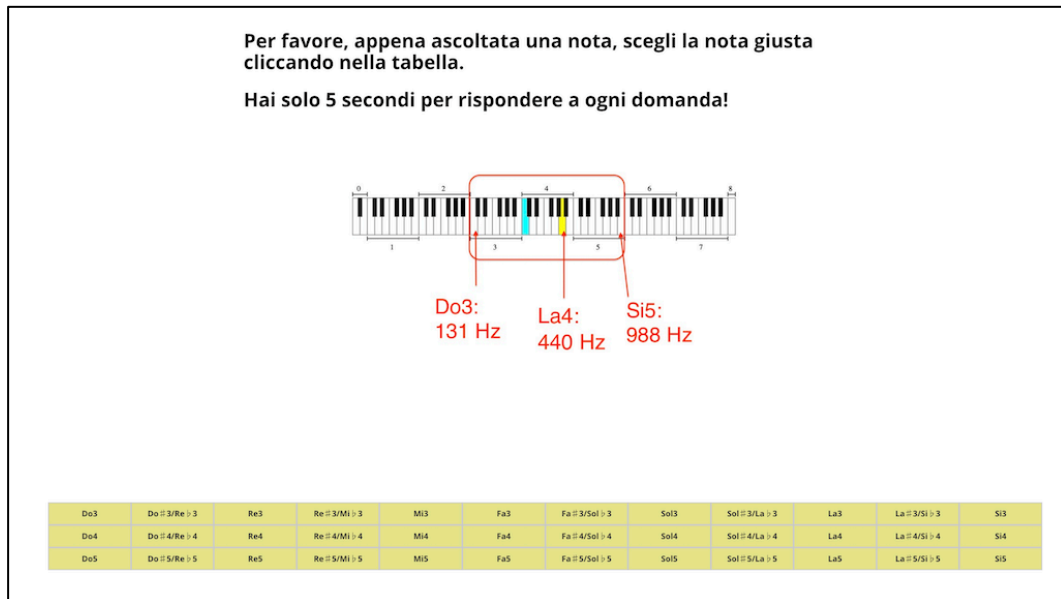 Per favore, appena ascoltata una nota, scegli la nota giusta
cliccando nella tabella.
Hai solo 5 secondi per rispondere a ogni domanda!
0 2 4 6 8
1 3 5 7
Do3:
131 Hz
La4:
440 Hz
Si5:
988 Hz
Do3 Do♯3/Re♭3 Re3 Re♯3/Mi♭3 Mi3 Fa3 Fa♯3/Sol♭3 Sol3 Sol♯3/La♭3 La3 La♯3/Si♭3 Si3
Do4 Do♯4/Re♭4 Re4 Re♯4/Mi♭4 Mi4 Fa4 Fa♯4/Sol♭4 Sol4 Sol♯4/La♭4 La4 La♯4/Si♭4 Si4
Do5 Do♯5/Re♭5 Re5 Re♯5/Mi♭5 Mi5 Fa5 Fa♯5/Sol♭5 Sol5 Sol♯5/La♭5 La5 La♯5/Si♭5 Si5